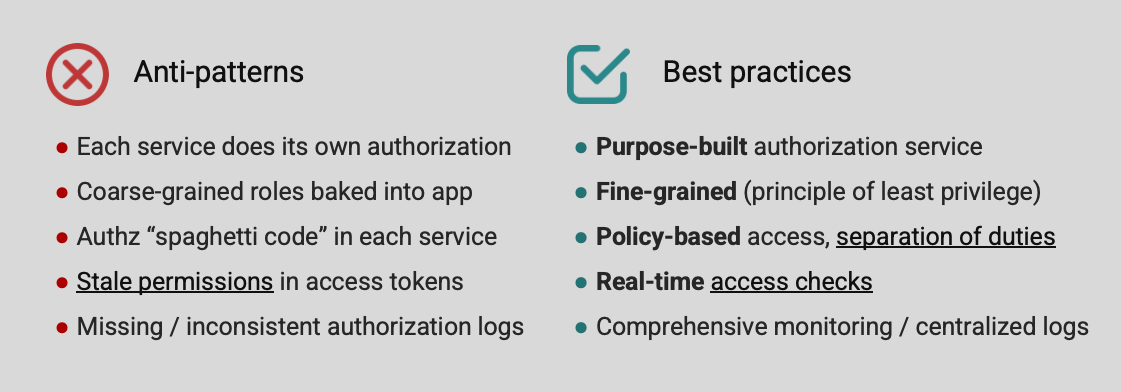 Anti-patterns
Each service does its own authorization
Coarse-grained roles baked into app
Authz “spaghetti code” in each service
Stale permissions in access tokens
Missing / inconsistent authorization logs
Best practices
Purpose-built authorization service
Fine-grained (principle of least privilege)
Policy-based access, separation of duties
Real-time access checks
Comprehensive monitoring / centralized logs